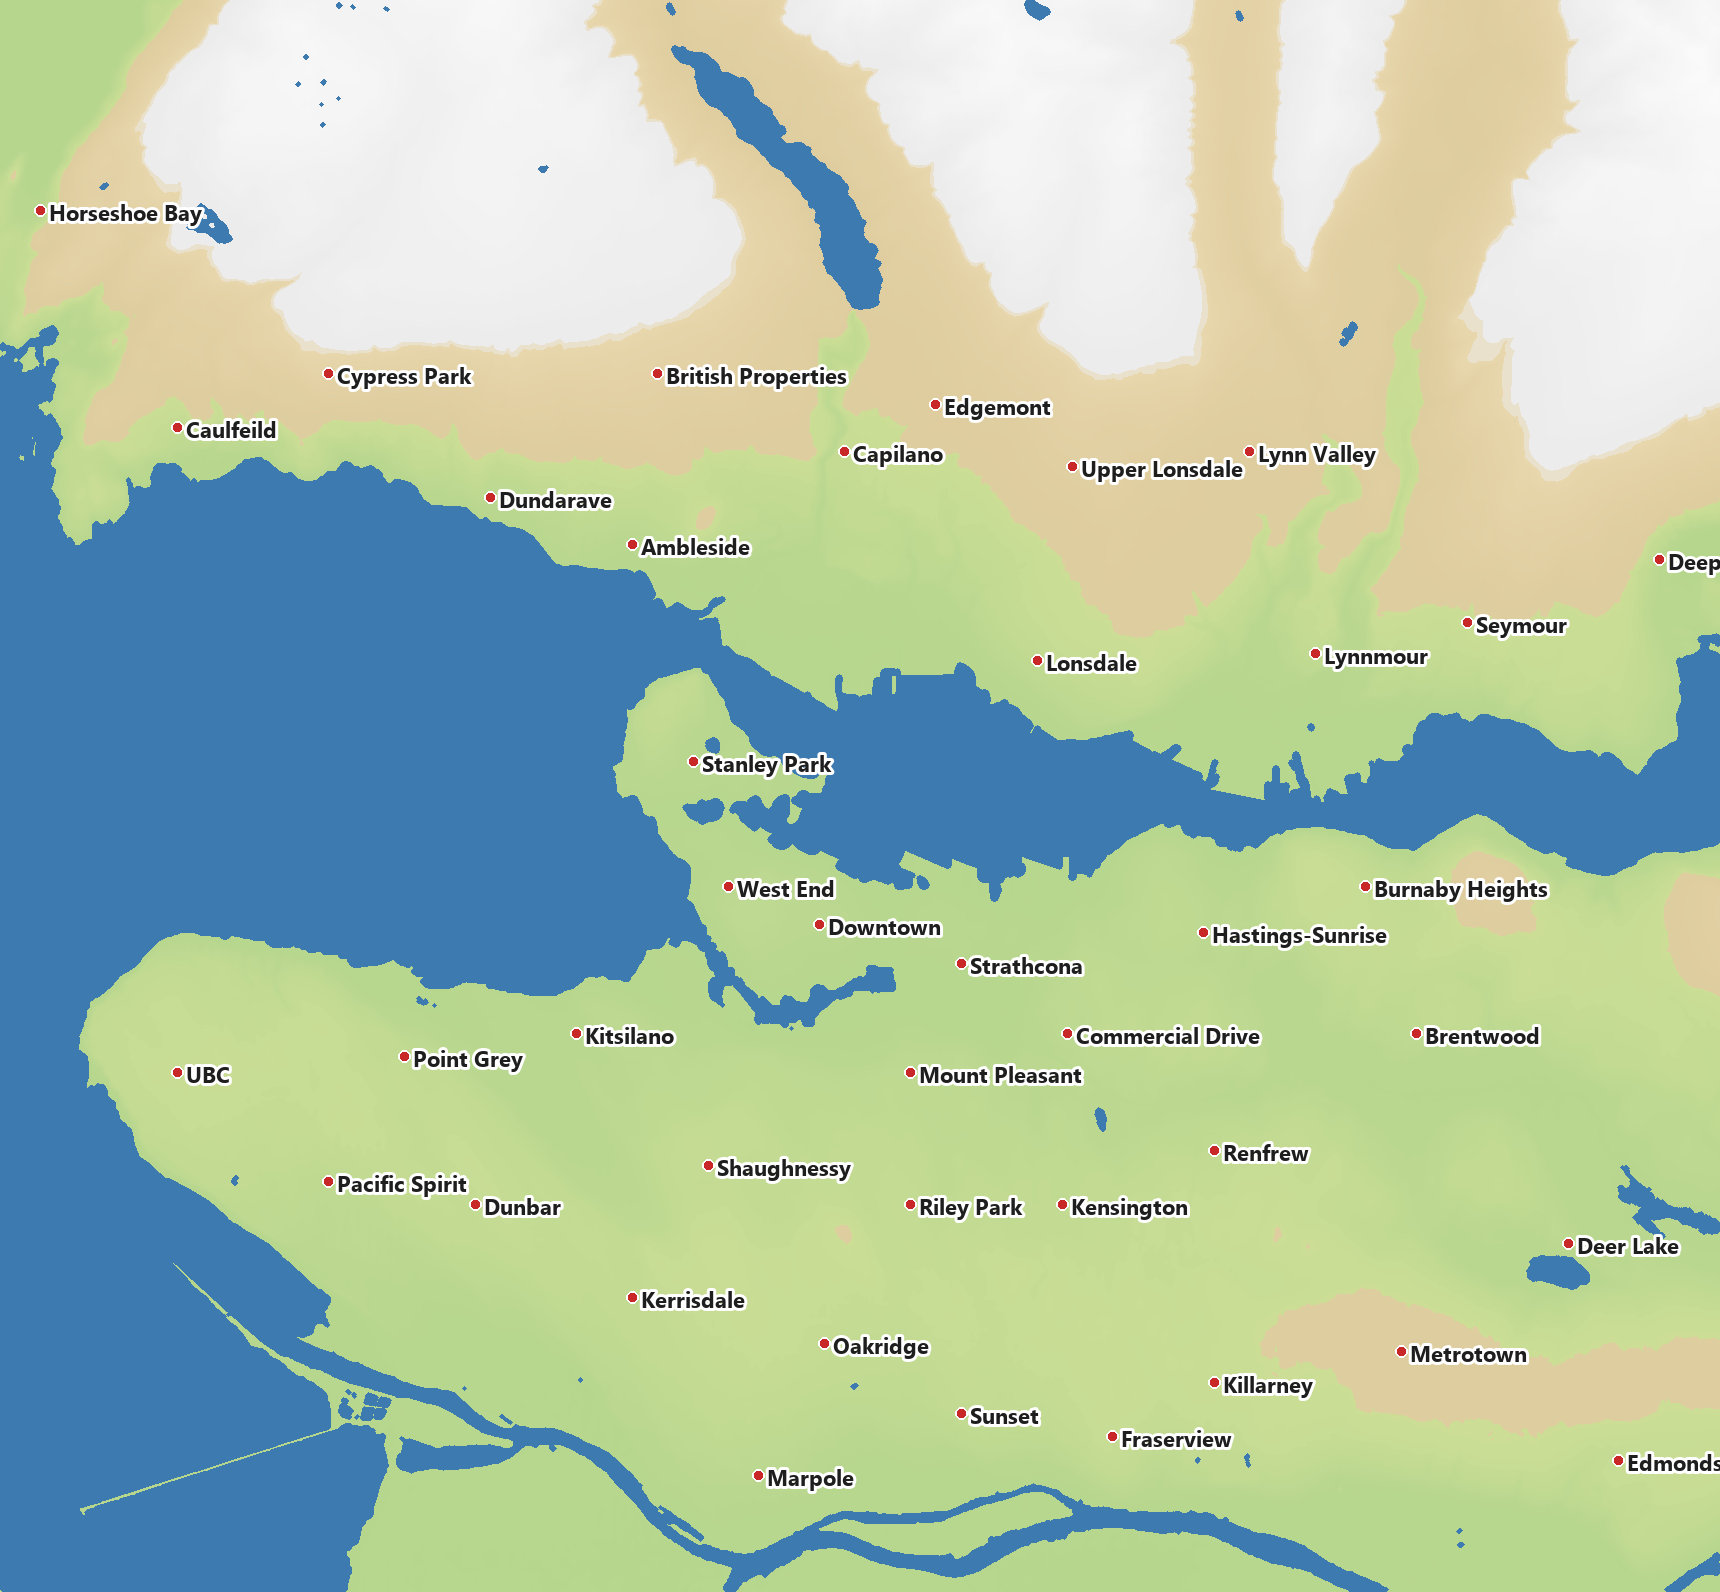 Horseshoe Bay
Cypress Park
British Properties
Edgemont
Caulfeild
Capilano
Lynn Valley
Upper Lonsdale
Dundarave
Ambleside
Deep
Seymour
Lynnmour
Lonsdale
Stanley Park
West End
Burnaby Heights
Downtown
Hastings-Sunrise
Strathcona
Kitsilano
Commercial Drive
Brentwood
Point Grey
UBC
Mount Pleasant
Renfrew
Shaughnessy
Pacific Spirit
Dunbar
Riley Park
Kensington
Deer Lake
Kerrisdale
Oakridge
Metrotown
Killarney
Sunset
Fraserview
Edmonds
Marpole